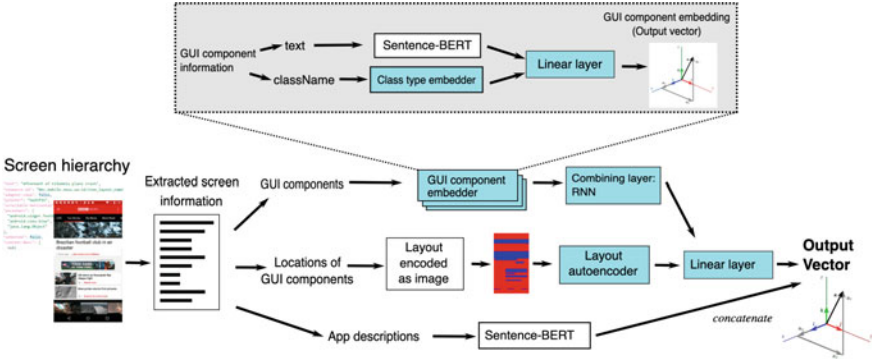 GUI component embedding
(Output vector)
GUI component
information
text
Sentence-BERT
className
Class type embedder
Linear layer
Screen hierarchy
Extracted screen
information
GUI components
GUI component
embedder
Combining layer:
RNN
Locations of
GUI components
Layout
encoded
as image
Layout
autoencoder
Linear layer
Output
Vector
App descriptions
Sentence-BERT
concatenate